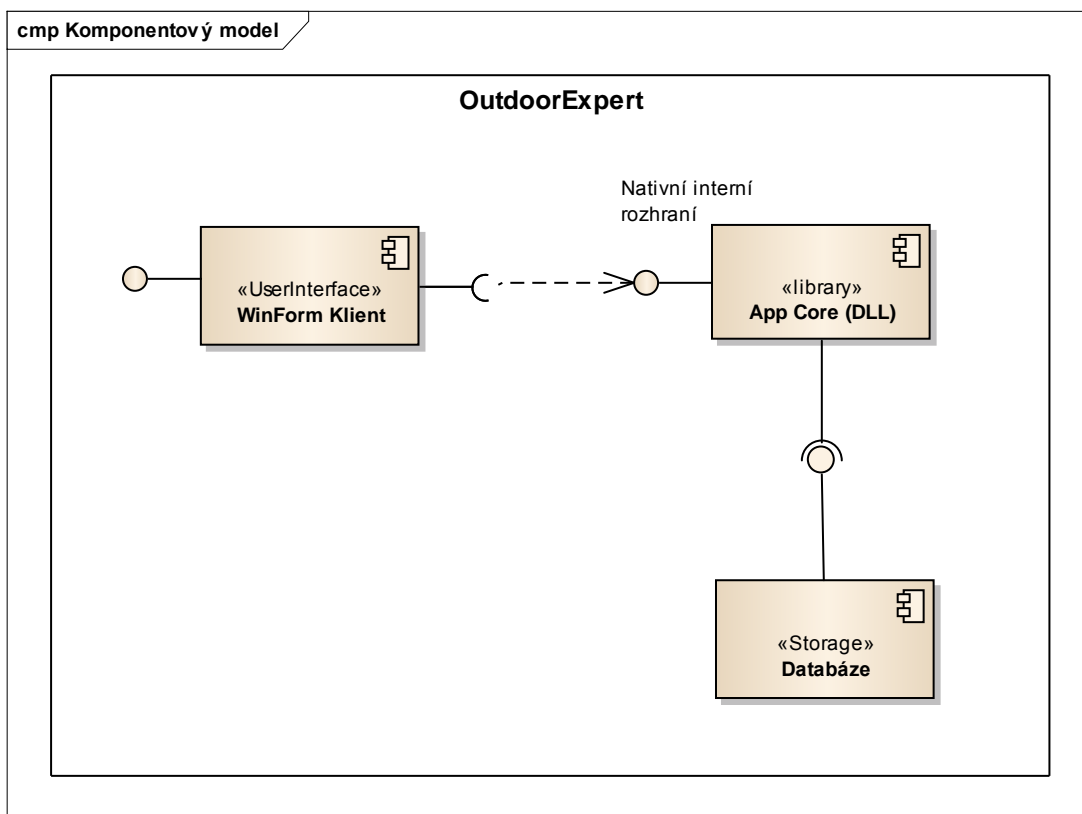 cmp Komponentový model
OutdoorExpert
Nativní interní
rozhraní
«UserInterface»
WinForm Klient
«library»
App Core (DLL)
«Storage»
Databáze